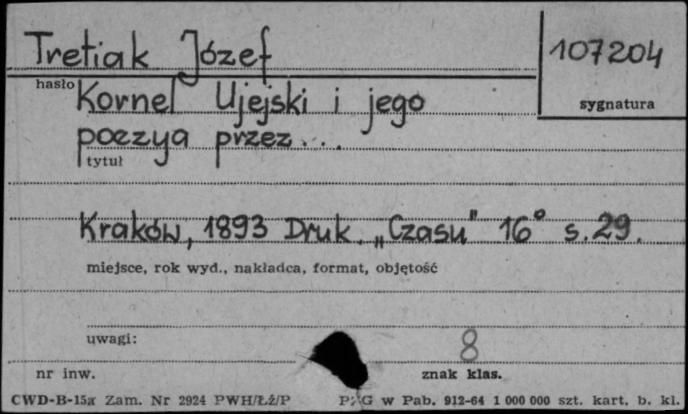 Tretiak Józef
107204
hasło
sygnatura
Kornel Ujejski i jego
poezya przez...
tytuł
Kraków, 1893 Druk. „Czasu" 16° s. 29.
miejsce, rok wyd., nakładca, format, objętość
uwagi:
8
nr inw.
znak klas.
CWD-B-15a Zam. Nr 2924 PWH/Łź/P
w Pab. 912-64 1 000 000 szt. kart. b. kl.